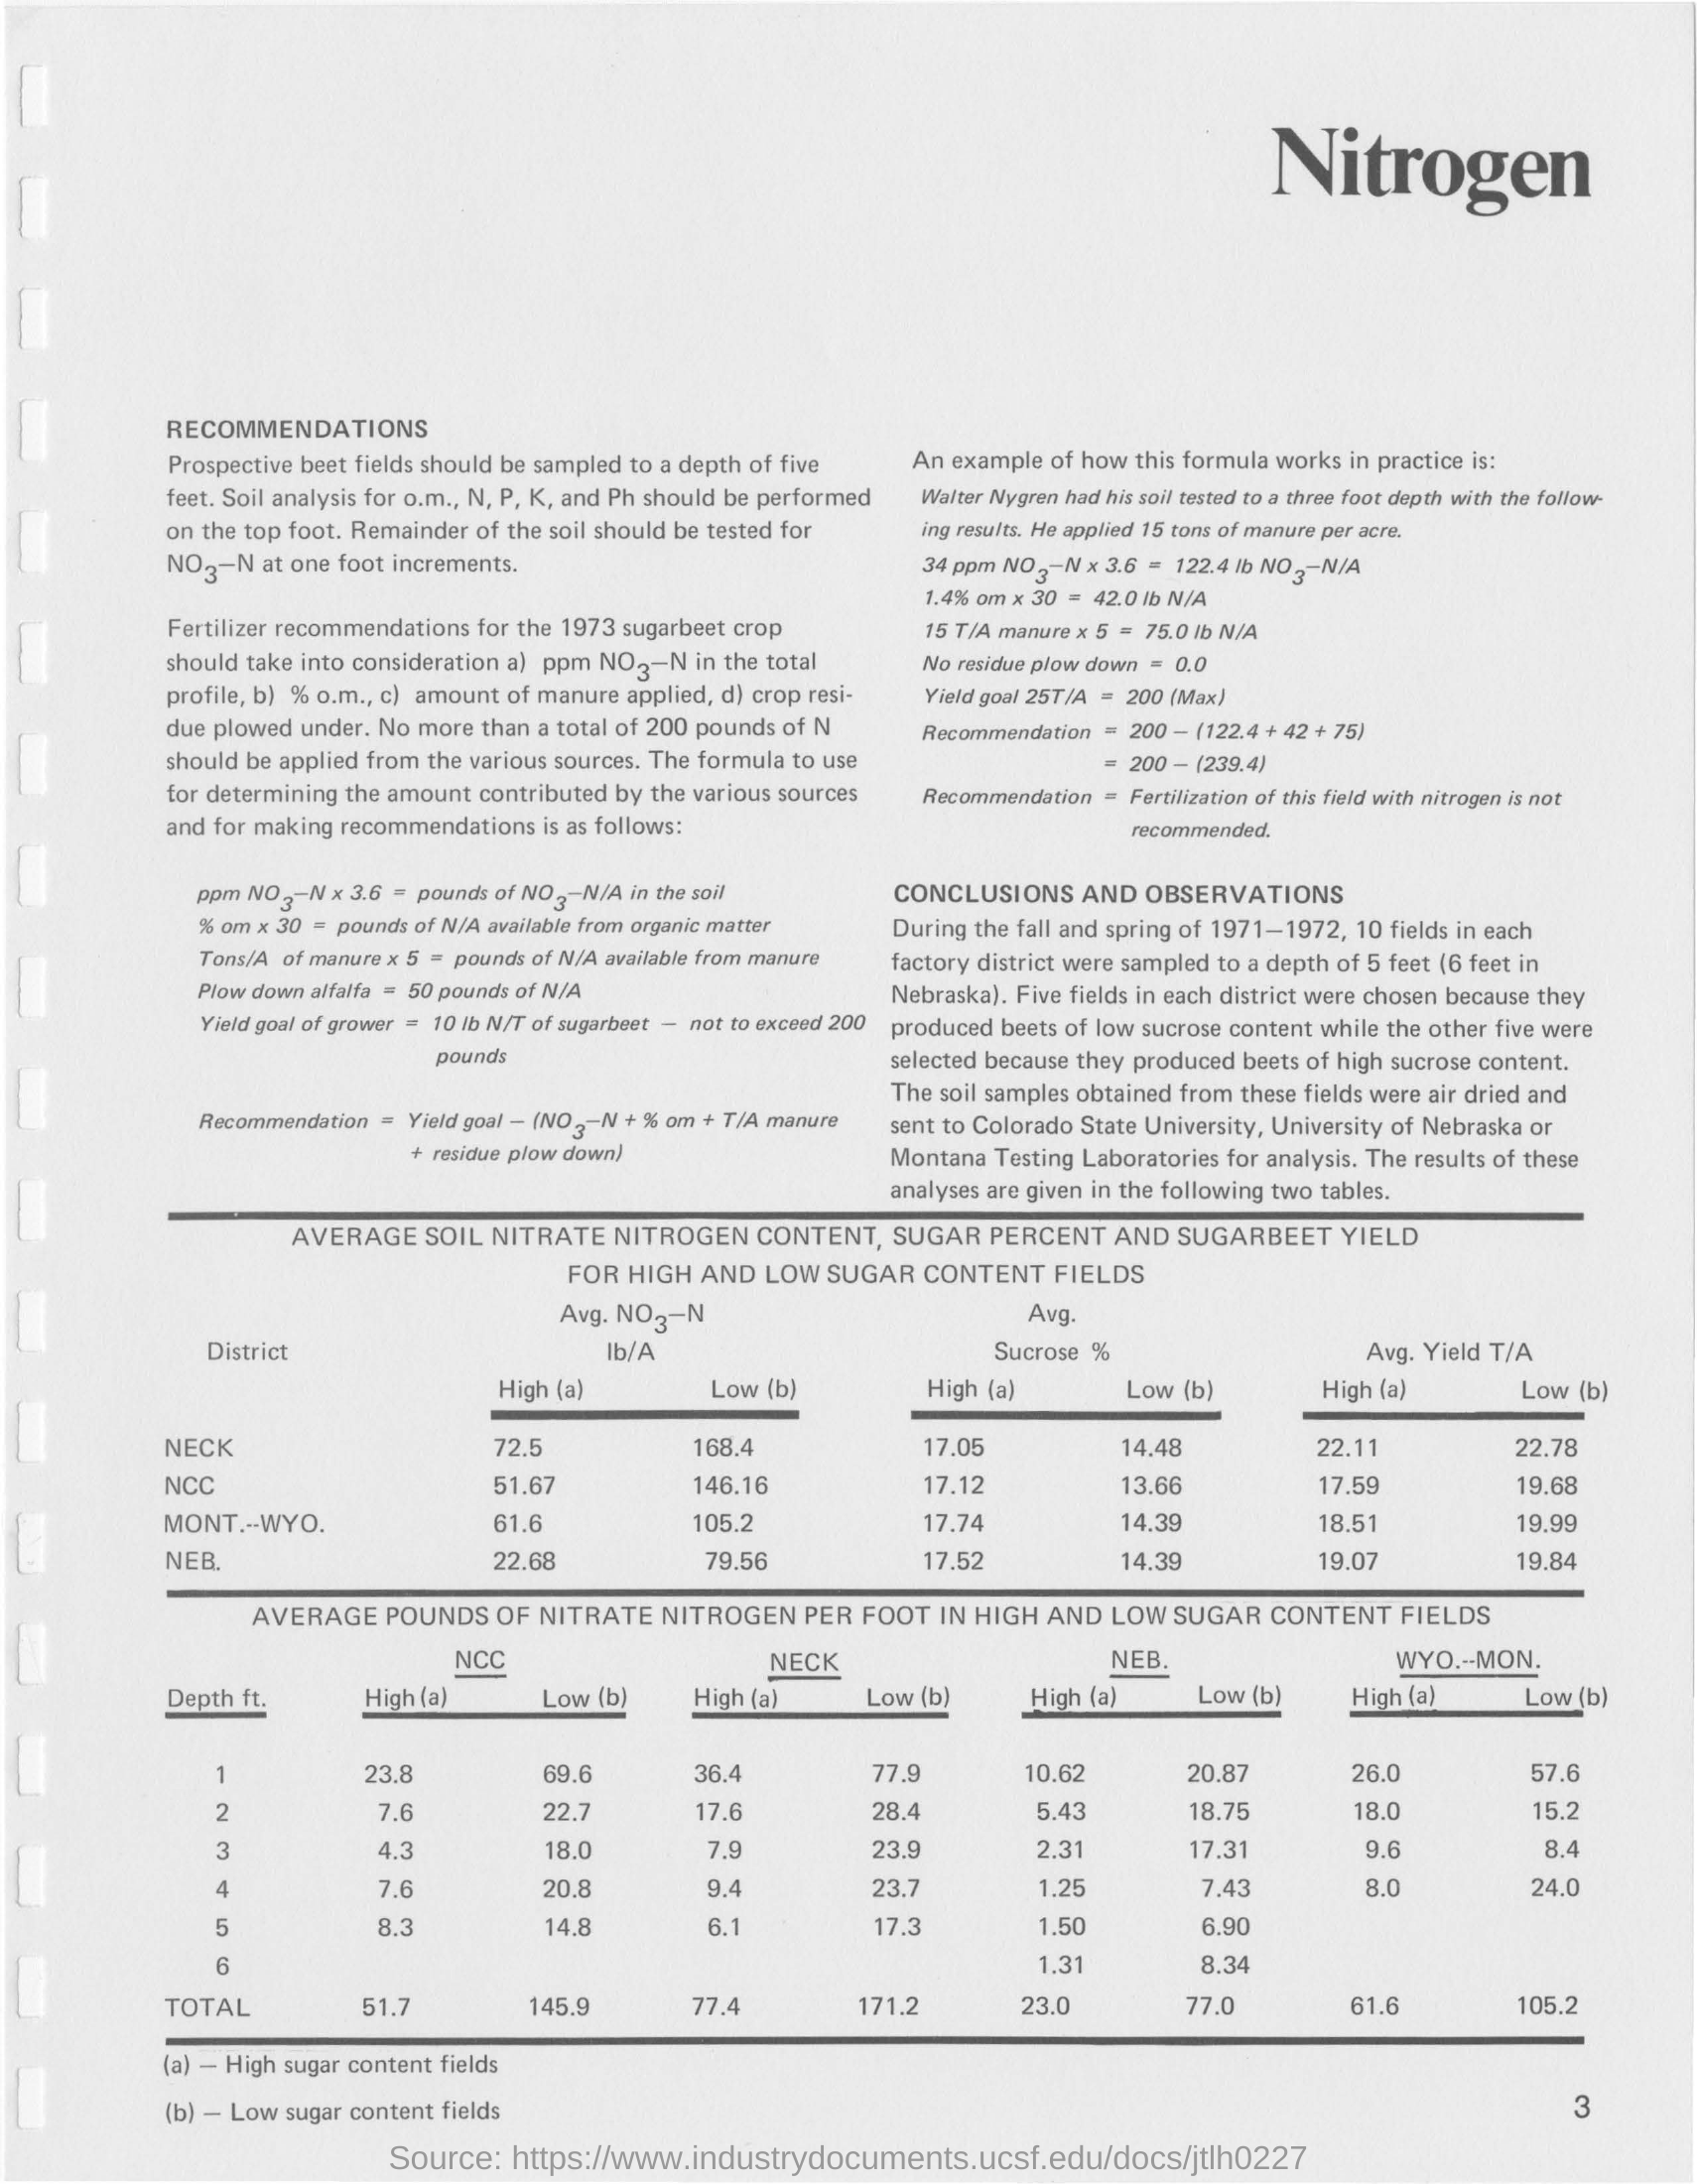 Nitrogen
RECOMMENDATIONS
Prospective beet fields should be sampled to a depth of five
feet. Soil analysis for o.m., N, P, K, and Ph should be performed
on the top foot. Remainder of the soil should be tested for
NO3–N at one foot increments.
Fertilizer recommendations for the 1973 sugarbeet crop
should take into consideration a) ppm NO3–N in the total
profile, b) % o.m., c) amount of manure applied, d) crop resi-
due plowed under. No more than a total of 200 pounds of N
should be applied from the various sources. The formula to use
for determining the amount contributed by the various sources
and for making recommendations is as follows:
ppm NO3–N x 3.6 = pounds of NO3–N/A in the soil
% om x 30 = pounds of N/A available from organic matter
Tons/A of manure x 5 = pounds of N/A available from manure
Plow down alfalfa = 50 pounds of N/A
Yield goal of grower = 10 lb N/T of sugarbeet – not to exceed 200
pounds
Recommendation = Yield goal – (NO3–N + % om + T/A manure
+ residue plow down)
An example of how this formula works in practice is:
Walter Nygren had his soil tested to a three foot depth with the follow-
ing results. He applied 15 tons of manure per acre.
34 ppm NO3–N x 3.6 = 122.4 lb NO3–N/A
1.4% om x 30 = 42.0 lb N/A
15 T/A manure x 5 = 75.0 lb N/A
No residue plow down = 0.0
Yield goal 25T/A = 200 (Max)
Recommendation = 200 – (122.4 + 42 + 75)
= 200 – (239.4)
Recommendation = Fertilization of this field with nitrogen is not
recommended.
CONCLUSIONS AND OBSERVATIONS
During the fall and spring of 1971–1972, 10 fields in each
factory district were sampled to a depth of 5 feet (6 feet in
Nebraska). Five fields in each district were chosen because they
produced beets of low sucrose content while the other five were
selected because they produced beets of high sucrose content.
The soil samples obtained from these fields were air dried and
sent to Colorado State University, University of Nebraska or
Montana Testing Laboratories for analysis. The results of these
analyses are given in the following two tables.
AVERAGE SOIL NITRATE NITROGEN CONTENT, SUGAR PERCENT AND SUGARBEET YIELD
FOR HIGH AND LOW SUGAR CONTENT FIELDS
Avg. NO3–N Avg.
District lb/A Sucrose % Avg. Yield T/A
High (a) Low (b) High (a) Low (b) High (a) Low (b)
NECK 72.5 168.4 17.05 14.48 22.11 22.78
NCC 51.67 146.16 17.12 13.66 17.59 19.68
MONT.--WYO. 61.6 105.2 17.74 14.39 18.51 19.99
NEB. 22.68 79.56 17.52 14.39 19.07 19.84
AVERAGE POUNDS OF NITRATE NITROGEN PER FOOT IN HIGH AND LOW SUGAR CONTENT FIELDS
NCC NECK NEB. WYO.--MON.
Depth ft. High (a) Low (b) High (a) Low (b) High (a) Low (b) High (a) Low (b)
1 23.8 69.6 36.4 77.9 10.62 20.87 26.0 57.6
2 7.6 22.7 17.6 28.4 5.43 18.75 18.0 15.2
3 4.3 18.0 7.9 23.9 2.31 17.31 9.6 8.4
4 7.6 20.8 9.4 23.7 1.25 7.43 8.0 24.0
5 8.3 14.8 6.1 17.3 1.50 6.90
6 1.31 8.34
TOTAL 51.7 145.9 77.4 171.2 23.0 77.0 61.6 105.2
(a) – High sugar content fields
(b) – Low sugar content fields
3
Source: https://www.industrydocuments.ucsf.edu/docs/jtlh0227